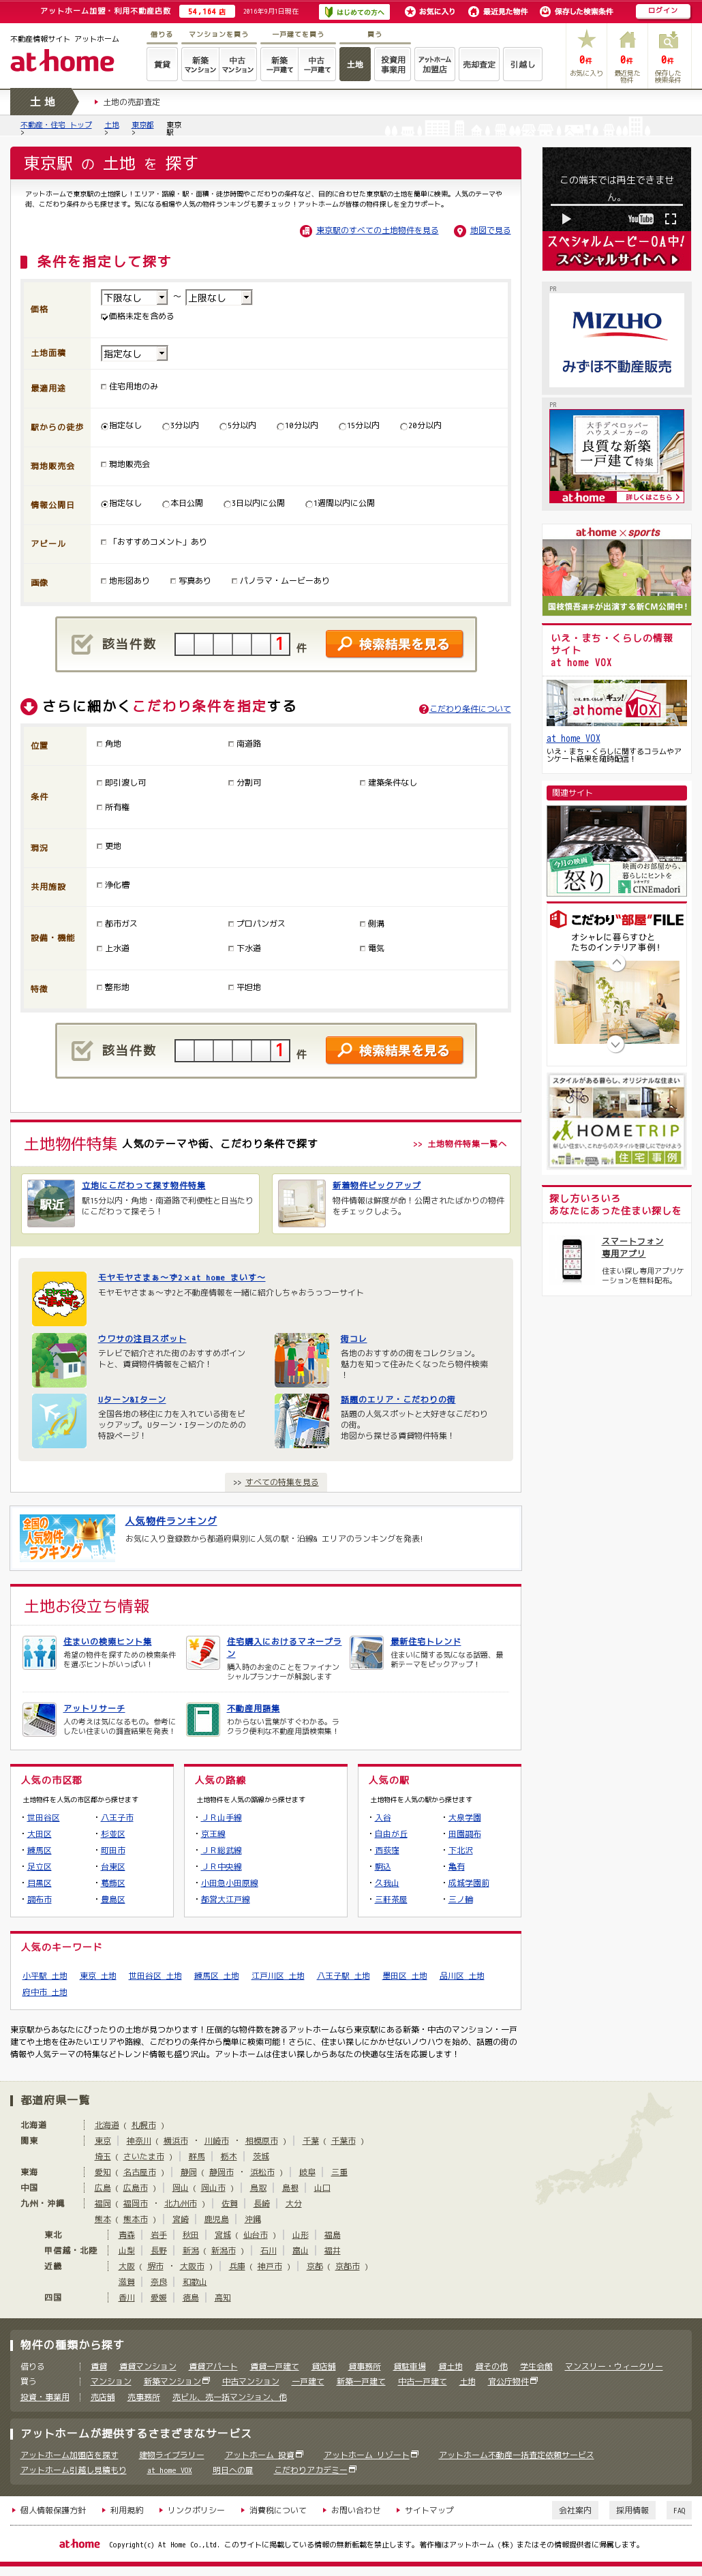 アットホーム加盟・利用不動産店数 54,164 店 2016年9月1日現在 はじめての方へ お気に入り 最近見た物件 保存した検索条件 ログイン
不動産情報サイト アットホーム
at home
借りる マンションを買う 一戸建てを買う 買う
賃貸 新築マンション 中古マンション 新築一戸建て 中古一戸建て 土地 投資用事業用 アットホーム加盟店 売却査定 引越し
0件 お気に入り 0件 最近見た物件 0件 保存した検索条件
土地 土地の売却査定
不動産・住宅 トップ > 土地 > 東京都 > 東京駅
東京駅 の 土地 を 探す
アットホームで東京駅の土地探し！エリア・路線・駅・面積・徒歩時間やこだわりの条件など、目的に合わせた東京駅の土地を簡単に検索。人気のテーマや
街、こだわり条件からも探せます。気になる相場や人気の物件ランキングも要チェック！アットホームが皆様の物件探しを全力サポート。
東京駅のすべての土地物件を見る 地図で見る
条件を指定して探す
価格 下限なし ～ 上限なし
価格未定を含める
土地面積 指定なし
最適用途 住宅用地のみ
駅からの徒歩 指定なし 3分以内 5分以内 10分以内 15分以内 20分以内
現地販売会 現地販売会
情報公開日 指定なし 本日公開 3日以内に公開 1週間以内に公開
アピール 「おすすめコメント」あり
画像 地形図あり 写真あり パノラマ・ムービーあり
該当件数 1 件 検索結果を見る
さらに細かくこだわり条件を指定する こだわり条件について
位置 角地 南道路
条件 即引渡し可 分割可 建築条件なし
所有権
現況 更地
共用施設 浄化槽
設備・機能 都市ガス プロパンガス 側溝
上水道 下水道 電気
特徴 整形地 平坦地
該当件数 1 件 検索結果を見る
土地物件特集 人気のテーマや街、こだわり条件で探す >> 土地物件特集一覧へ
駅近
立地にこだわって探す物件特集
駅15分以内・角地・南道路で利便性と日当たりにこだわって探そう！
新着物件ピックアップ
物件情報は鮮度が命！公開されたばかりの物件をチェックしよう。
モヤモヤさまぁ～ず2×at home まいす～
モヤモヤさまぁ～ず2と不動産情報を一緒に紹介しちゃおうっつーサイト
ウワサの注目スポット
テレビで紹介された街のおすすめポイントと、賃貸物件情報をご紹介！
街コレ
各地のおすすめの街をコレクション。
魅力を知って住みたくなったら物件検索！
Uターン&Iターン
全国各地の移住に力を入れている街をピックアップ。Uターン・Iターンのための特設ページ！
話題のエリア・こだわりの街
話題の人気スポットと大好きなこだわりの街。
地図から探せる賃貸物件特集！
>> すべての特集を見る
全国の人気物件ランキング
人気物件ランキング
お気に入り登録数から都道府県別に人気の駅・沿線& エリアのランキングを発表!
土地お役立ち情報
住まいの検索ヒント集
希望の物件を探すための検索条件を選ぶヒントがいっぱい！
住宅購入におけるマネープラン
購入時のお金のことをファイナンシャルプランナーが解説します
最新住宅トレンド
住まいに関する気になる話題、最新テーマをピックアップ！
アットリサーチ
人の考えは気になるもの。参考にしたい住まいの調査結果を発表！
不動産用語集
わからない言葉がすぐわかる。ラクラク便利な不動産用語検索集！
人気の市区郡
土地物件を人気の市区郡から探せます
世田谷区 八王子市
大田区 杉並区
練馬区 町田市
足立区 台東区
目黒区 葛飾区
調布市 豊島区
人気の路線
土地物件を人気の路線から探せます
ＪＲ山手線
京王線
ＪＲ総武線
ＪＲ中央線
小田急小田原線
都営大江戸線
人気の駅
土地物件を人気の駅から探せます
入谷 大泉学園
自由が丘 田園調布
西荻窪 下北沢
駒込 亀有
久我山 成城学園前
三軒茶屋 三ノ輪
人気のキーワード
小平駅 土地 東京 土地 世田谷区 土地 練馬区 土地 江戸川区 土地 八王子駅 土地 墨田区 土地 品川区 土地
府中市 土地
東京駅からあなたにぴったりの土地が見つかります！圧倒的な物件数を誇るアットホームなら東京駅にある新築・中古のマンション・一戸
建てや土地を住みたいエリアや路線、こだわりの条件から簡単に検索可能！さらに、住まい探しにかかせないノウハウを始め、話題の街の
情報や人気テーマの特集などトレンド情報も盛り沢山。アットホームは住まい探しからあなたの快適な生活を応援します！
この端末では再生できません。
YouTube
スペシャルムービーOA中!
スペシャルサイトへ
PR
MIZUHO
みずほ不動産販売
PR
大手デベロッパー
ハウスメーカーの
良質な新築
一戸建て特集
at home 詳しくはこちら
at home × sports
国枝慎吾選手が出演する新CM公開中!
いえ・まち・くらしの情報サイト
at home VOX
いえ、まち、くらしにギュッ!
at home VOX
at home VOX
いえ・まち・くらしに関するコラムやアンケート結果を随時配信！
関連サイト
今月の映画 怒り
映画のお部屋から、
暮らしにヒントを
CINEmadori
こだわり“部屋”FILE
オシャレに暮らすひと
たちのインテリア事例！
スタイルがある暮らし、オリジナルな住まい
HOMETRIP
新しい住まい、これからのスタイルを探しにでかけよう
住宅事例
探し方いろいろ
あなたにあった住まい探しを
スマートフォン専用アプリ
住まい探し専用アプリケーションを無料配布。
都道府県一覧
北海道 北海道 ( 札幌市 )
関東 東京 神奈川 ( 横浜市 ・ 川崎市 ・ 相模原市 ) 千葉 ( 千葉市 )
埼玉 ( さいたま市 ) 群馬 栃木 茨城
東海 愛知 ( 名古屋市 ) 静岡 ( 静岡市 ・ 浜松市 ) 岐阜 三重
中国 広島 ( 広島市 ) 岡山 ( 岡山市 ) 鳥取 島根 山口
九州・沖縄 福岡 ( 福岡市 ・ 北九州市 ) 佐賀 長崎 大分
熊本 ( 熊本市 ) 宮崎 鹿児島 沖縄
東北 青森 岩手 秋田 宮城 ( 仙台市 ) 山形 福島
甲信越・北陸 山梨 長野 新潟 ( 新潟市 ) 石川 富山 福井
近畿 大阪 ( 堺市 ・ 大阪市 ) 兵庫 ( 神戸市 ) 京都 ( 京都市 )
滋賀 奈良 和歌山
四国 香川 愛媛 徳島 高知
物件の種類から探す
借りる 賃貸 賃貸マンション 賃貸アパート 賃貸一戸建て 貸店舗 貸事務所 貸駐車場 貸土地 貸その他 学生会館 マンスリー・ウィークリー
買う マンション 新築マンション 中古マンション 一戸建て 新築一戸建て 中古一戸建て 土地 官公庁物件
投資・事業用 売店舗 売事務所 売ビル、売一括マンション、他
アットホームが提供するさまざまなサービス
アットホーム加盟店を探す 建物ライブラリー アットホーム 投資 アットホーム リゾート アットホーム不動産一括査定依頼サービス
アットホーム引越し見積もり at home VOX 明日への扉 こだわりアカデミー
個人情報保護方針 利用規約 リンクポリシー 消費税について お問い合わせ サイトマップ 会社案内 採用情報 FAQ
at home Copyright(c) At Home Co.,Ltd. このサイトに掲載している情報の無断転載を禁止します。著作権はアットホーム（株）またはその情報提供者に帰属します。